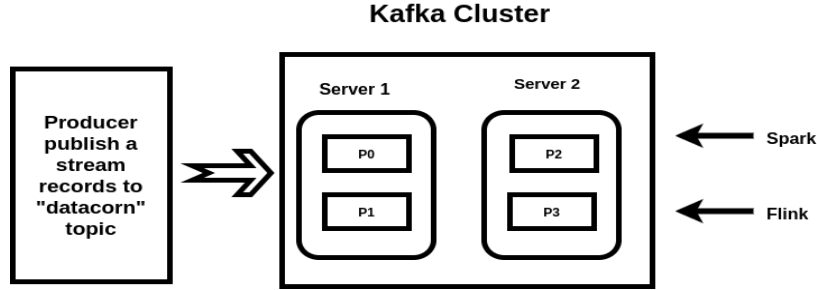 Kafka Cluster
Producer
publish a
stream
records to
"datacorn"
topic
Server 1
P0
P1
Server 2
P2
P3
Spark
Flink